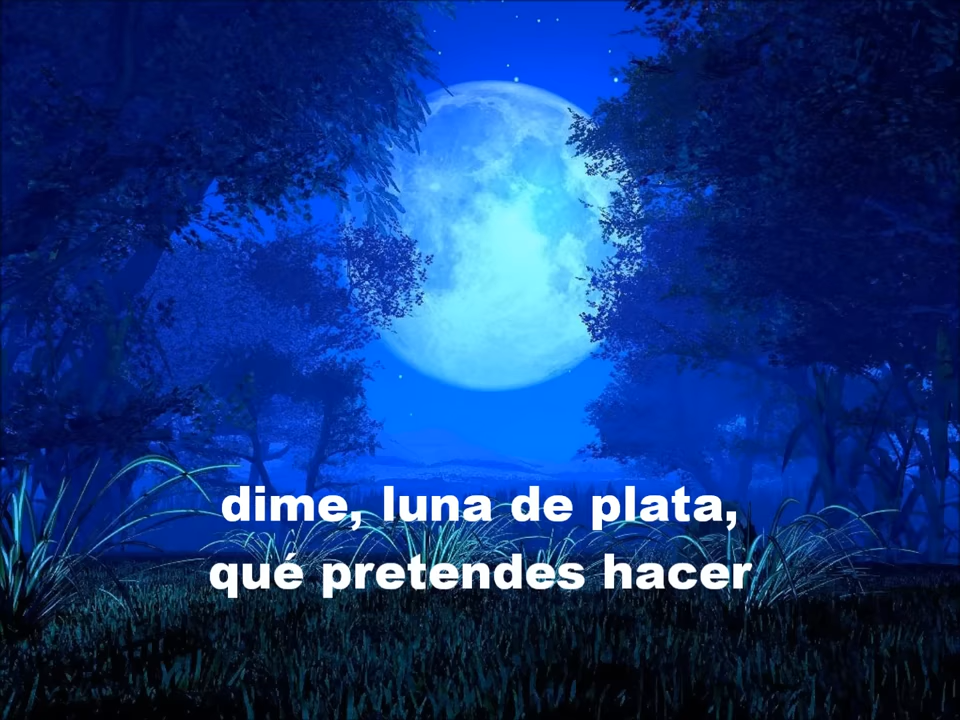 dime, luna de plata,
qué pretendes hacer